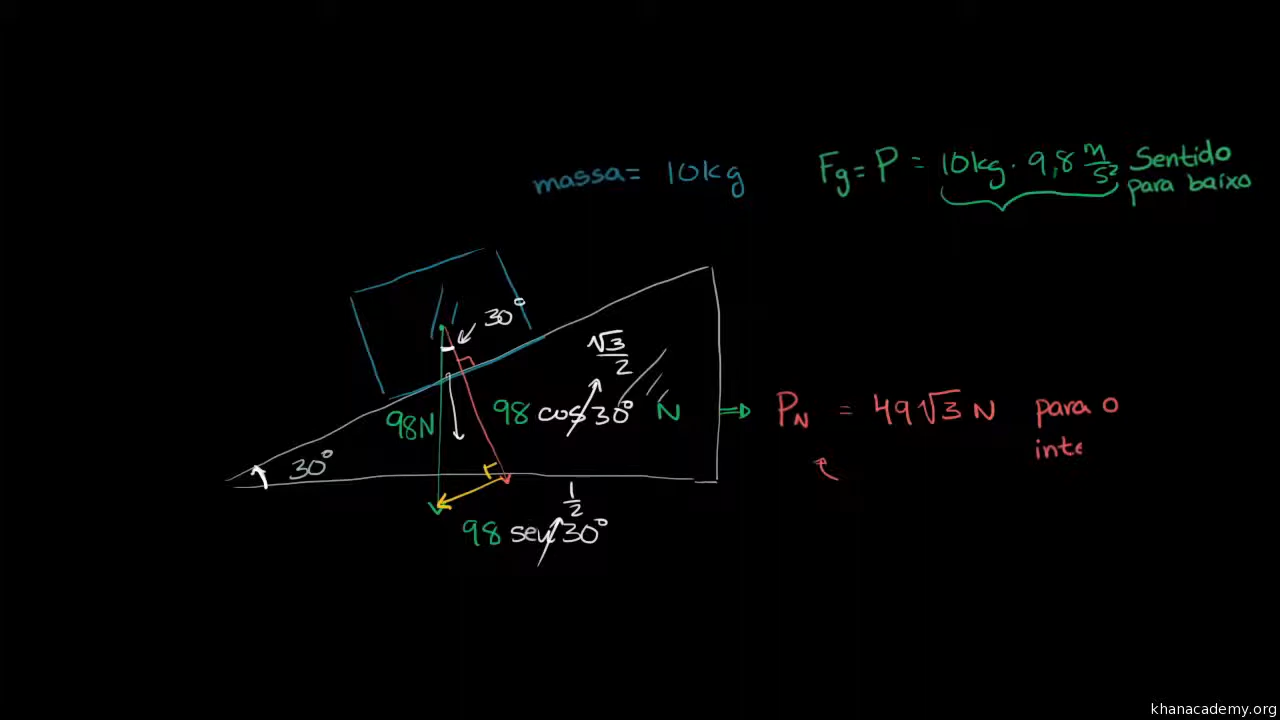 massa = 10kg
Fg = P = 10kg · 9,8 m/s² Sentido
para baixo
30°
√3/2
98N
98 cos 30° N ⇒ PN = 49√3 N para o
inte
30°
1/2
98 sen 30°
khanacademy.org